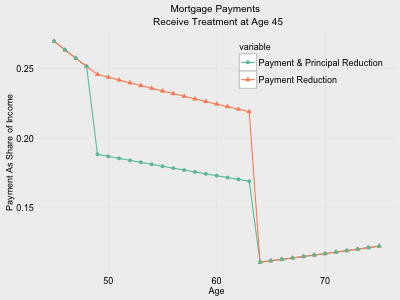 Mortgage Payments
Receive Treatment at Age 45
variable
Payment & Principal Reduction
Payment Reduction
Payment As Share of Income
0.25
0.20
0.15
50
60
70
Age